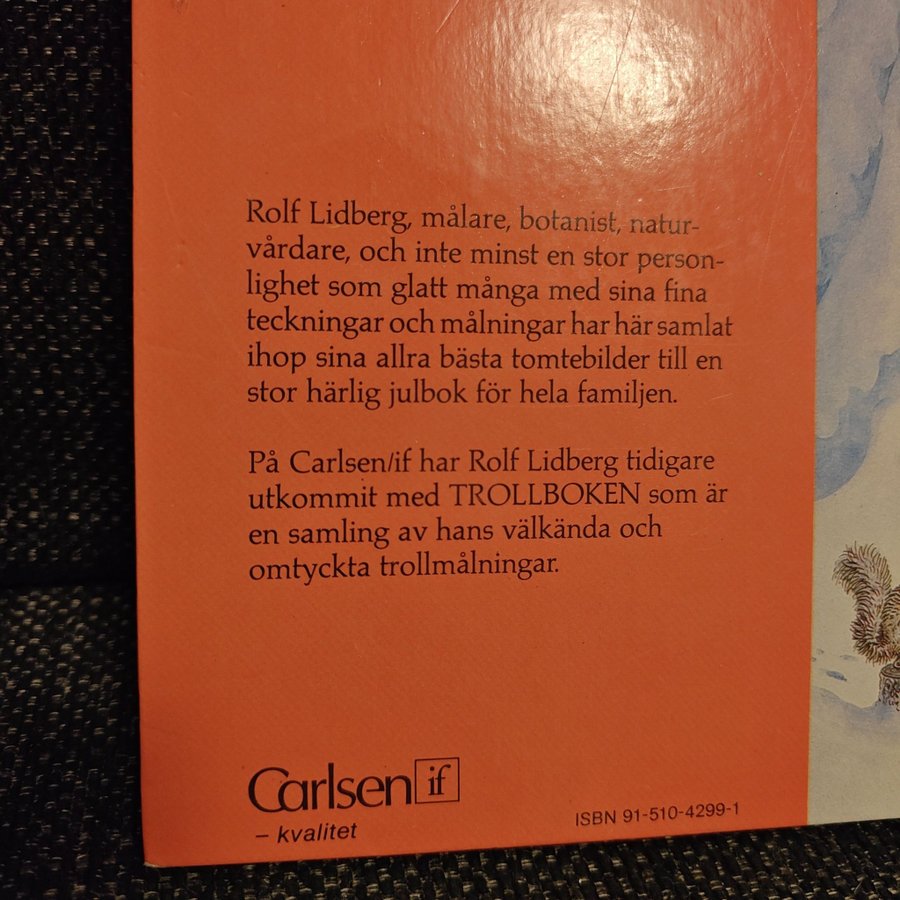 Rolf Lidberg, målare, botanist, natur-
vårdare, och inte minst en stor person-
lighet som glatt många med sina fina
teckningar och målningar har här samlat
ihop sina allra bästa tomtebilder till en
stor härlig julbok för hela familjen.
På Carlsen/if har Rolf Lidberg tidigare
utkommit med TROLLBOKEN som är
en samling av hans välkända och
omtyckta trollmålningar.
Carlsen if
– kvalitet
ISBN 91-510-4299-1